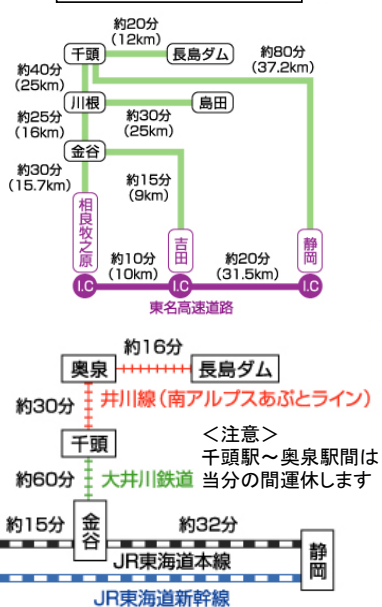 約20分
(12km)
千頭
長島ダム
約80分
(37.2km)
約40分
(25km)
川根
島田
約30分
(25km)
約25分
(16km)
金谷
約30分
(15.7km)
約15分
(9km)
相良牧之原
吉田
静岡
約10分
(10km)
約20分
(31.5km)
I.C
I.C
I.C
東名高速道路
約16分
奥泉
長島ダム
井川線(南アルプスあぷとライン)
約30分
<注意>
千頭駅~奥泉駅間は
当分の間運休します
千頭
約60分
大井川鉄道
約15分
金谷
約32分
静岡
JR東海道本線
JR東海道新幹線